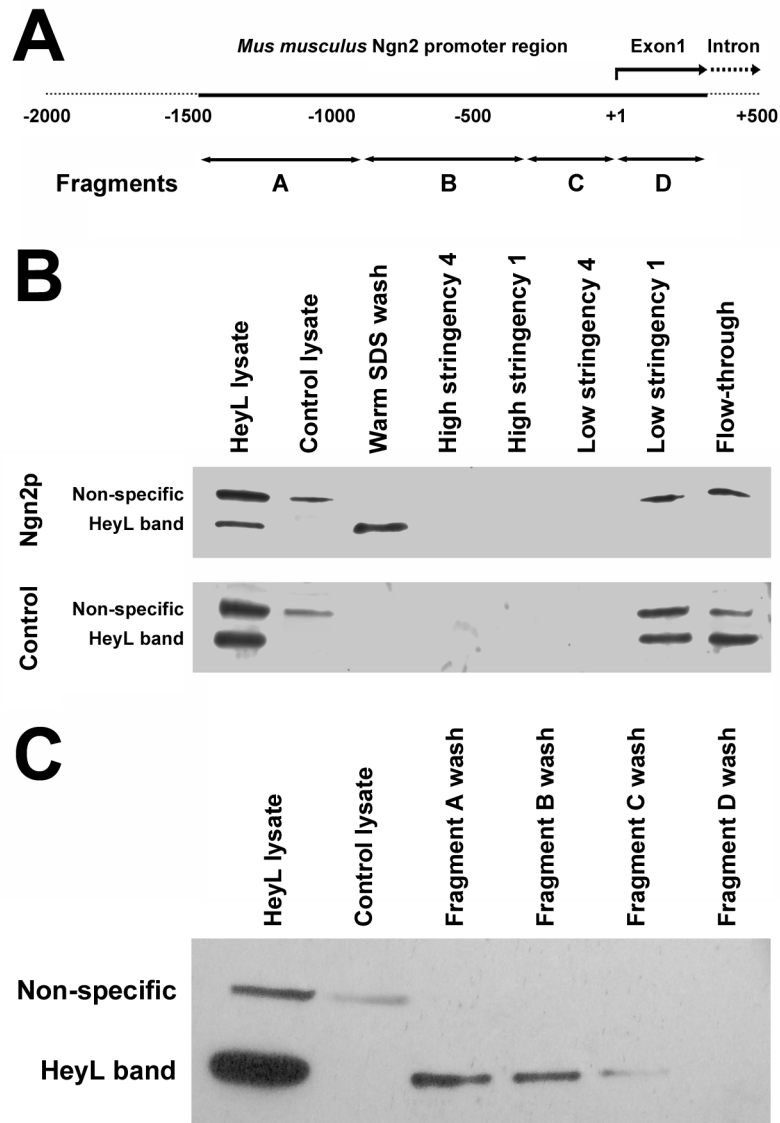 A
Mus musculus Ngn2 promoter region
Exon1 Intron
-2000 -1500 -1000 -500 +1 +500
Fragments A B C D
B
HeyL lysate
Control lysate
Warm SDS wash
High stringency 4
High stringency 1
Low stringency 4
Low stringency 1
Flow-through
Ngn2p
Non-specific
HeyL band
Control
Non-specific
HeyL band
C
HeyL lysate
Control lysate
Fragment A wash
Fragment B wash
Fragment C wash
Fragment D wash
Non-specific
HeyL band